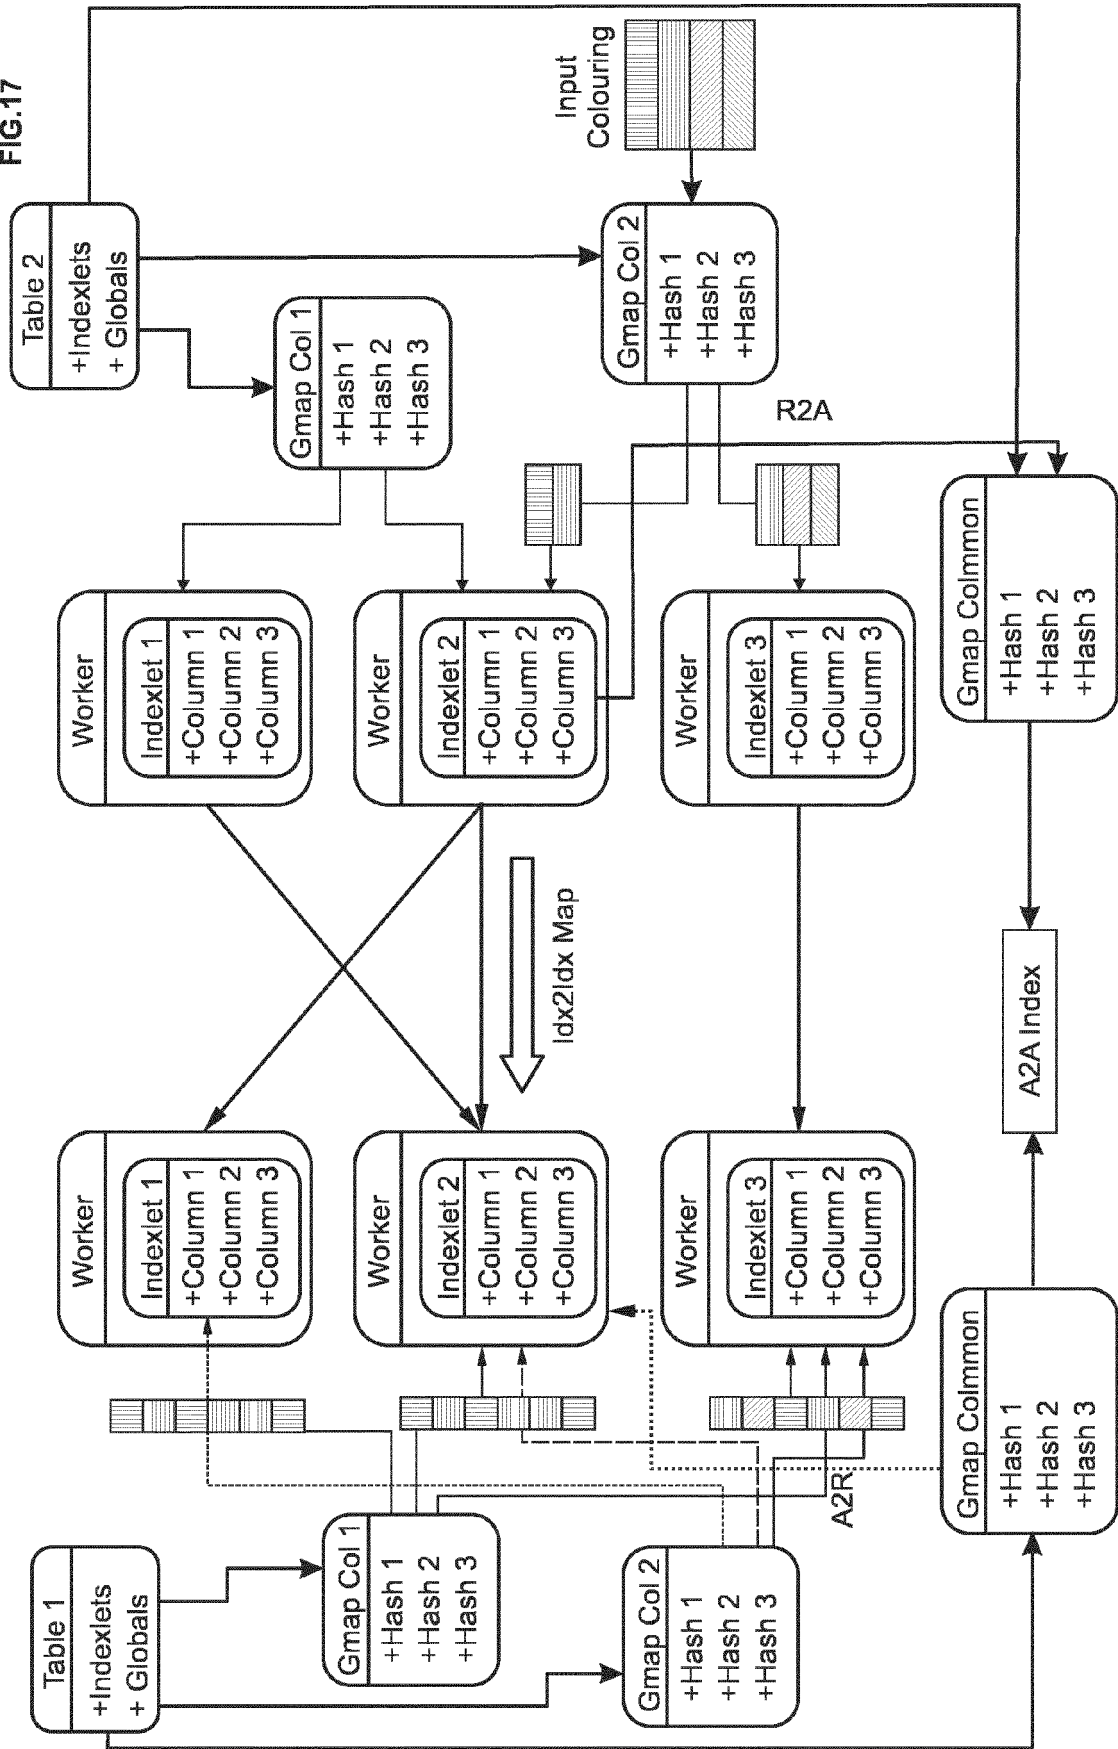 FIG.17
Table 1
+Indexlets
+ Globals
Gmap Col 1
+Hash 1
+Hash 2
+Hash 3
Gmap Col 2
+Hash 1
+Hash 2
+Hash 3
Gmap Colmmon
+Hash 1
+Hash 2
+Hash 3
A2R
Worker
Indexlet 1
+Column 1
+Column 2
+Column 3
Worker
Indexlet 2
+Column 1
+Column 2
+Column 3
Worker
Indexlet 3
+Column 1
+Column 2
+Column 3
Idx2Idx Map
A2A Index
Worker
Indexlet 1
+Column 1
+Column 2
+Column 3
Worker
Indexlet 2
+Column 1
+Column 2
+Column 3
Worker
Indexlet 3
+Column 1
+Column 2
+Column 3
Gmap Colmmon
+Hash 1
+Hash 2
+Hash 3
R2A
Table 2
+Indexlets
+ Globals
Gmap Col 1
+Hash 1
+Hash 2
+Hash 3
Gmap Col 2
+Hash 1
+Hash 2
+Hash 3
Input
Colouring